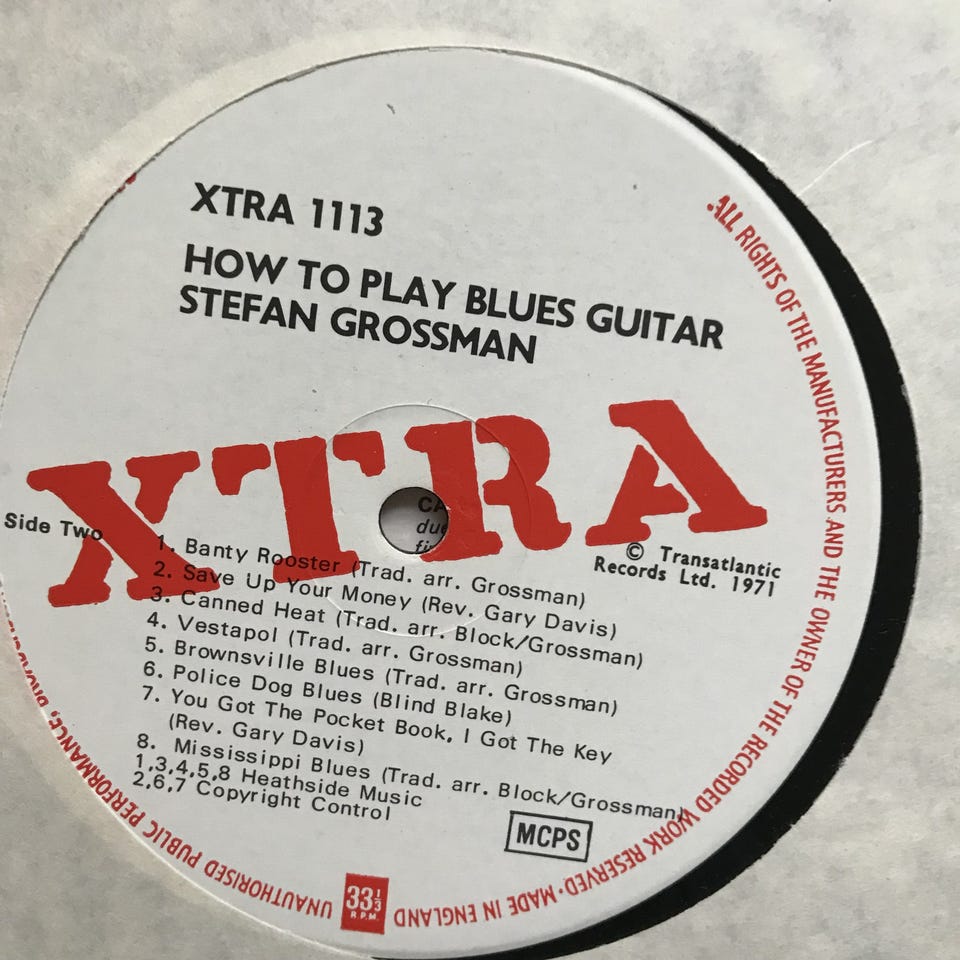 XTRA 1113
HOW TO PLAY BLUES GUITAR
STEFAN GROSSMAN
XTRA
CA
du
fi
Side Two
© Transatlantic
Records Ltd. 1971
1. Banty Rooster (Trad. arr. Grossman)
2. Save Up Your Money (Rev. Gary Davis)
3. Canned Heat (Trad. arr. Block/Grossman)
4. Vestapol (Trad. arr. Grossman)
5. Brownsville Blues (Trad. arr. Grossman)
6. Police Dog Blues (Blind Blake)
7. You Got The Pocket Book, I Got The Key
(Rev. Gary Davis)
8. Mississippi Blues (Trad. arr. Block/Grossman)
1,3,4,5,8 Heathside Music
2,6,7 Copyright Control
MCPS
33 1/3
R.P.M.
ALL RIGHTS OF THE MANUFACTURERS AND THE OWNER OF THE RECORDED WORK RESERVED · MADE IN ENGLAND
UNAUTHORISED PUBLIC PERFORMANCE,